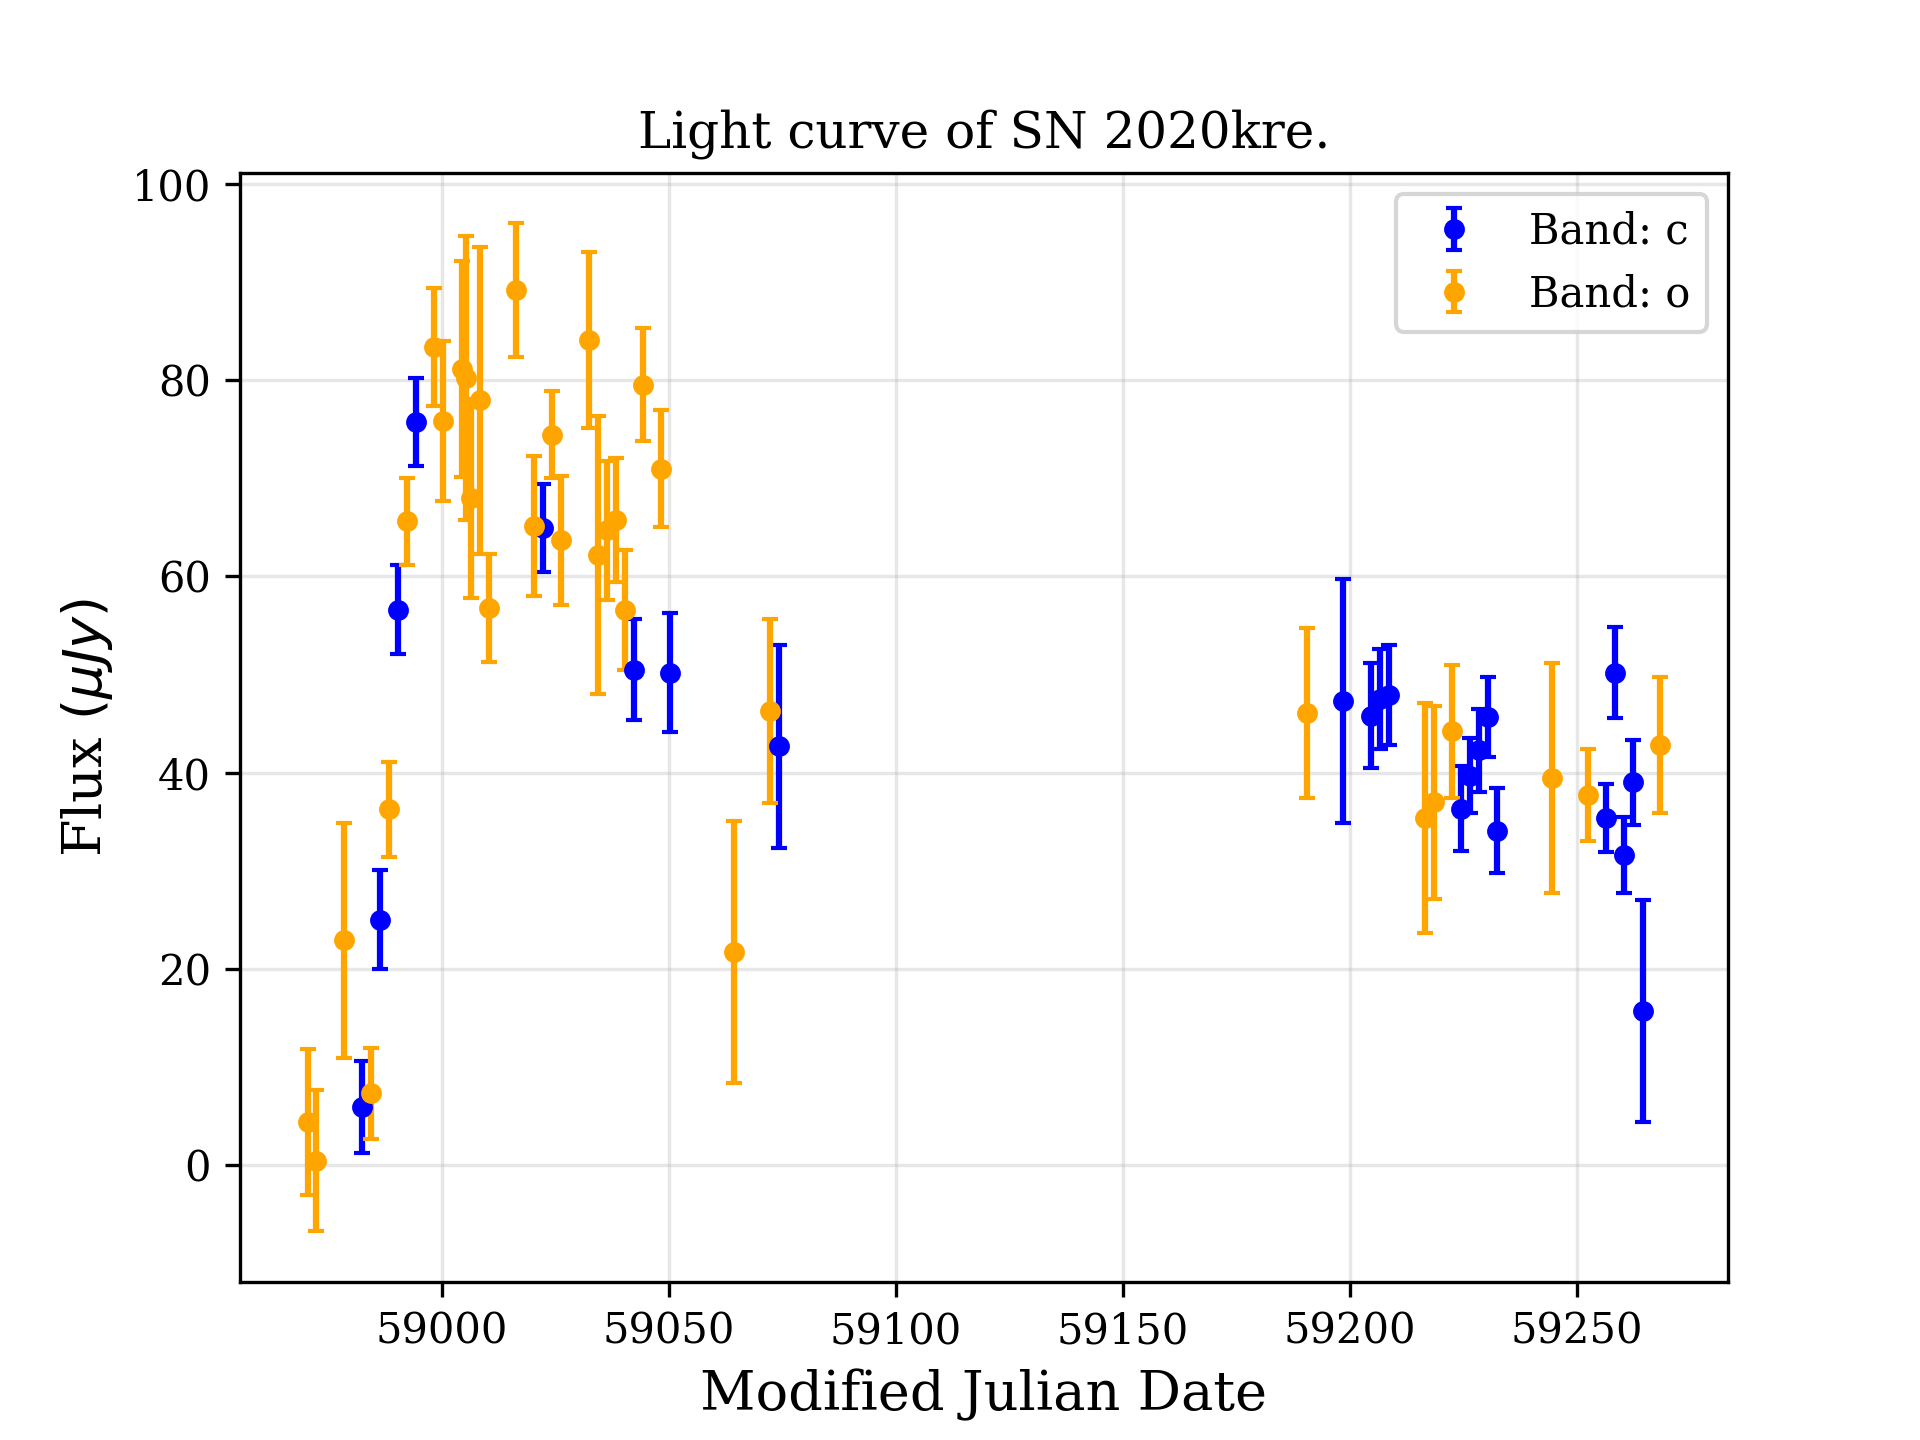 Light curve of SN 2020kre.
100
80
60
40
20
0
Flux (μJy)
Band: c
Band: o
59000 59050 59100 59150 59200 59250
Modified Julian Date